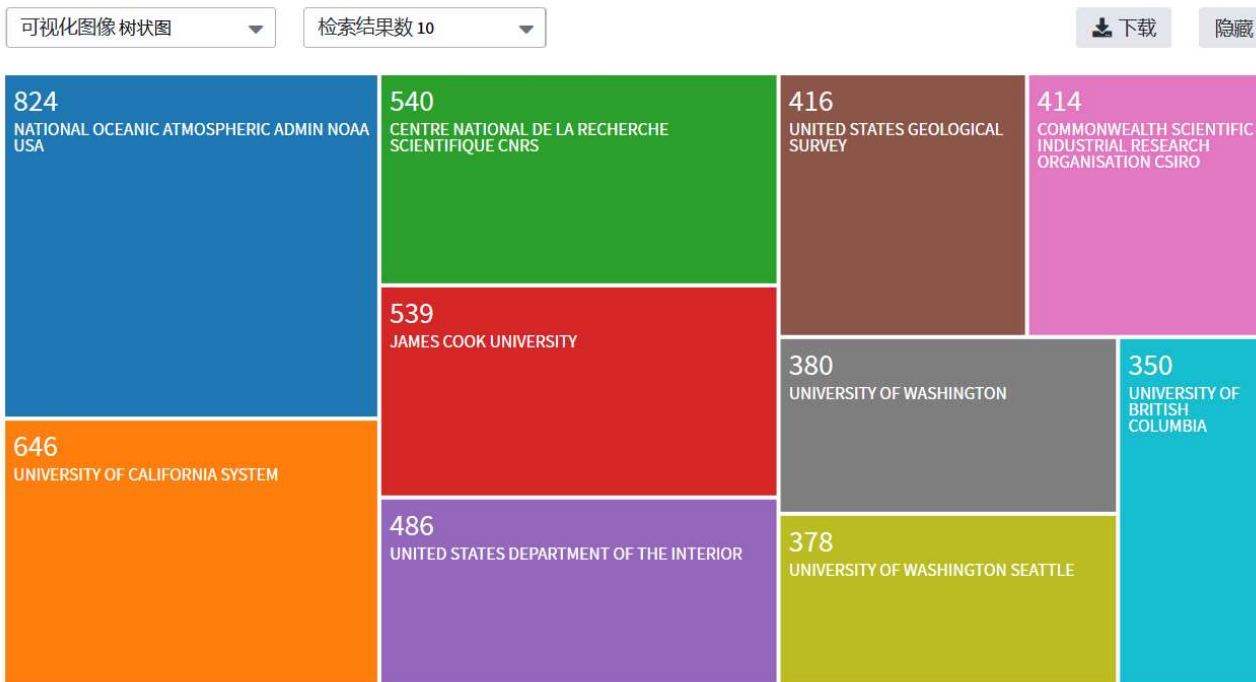 可视化图像 树状图
检索结果数 10
下载
隐藏
824
NATIONAL OCEANIC ATMOSPHERIC ADMIN NOAA
USA
540
CENTRE NATIONAL DE LA RECHERCHE
SCIENTIFIQUE CNRS
416
UNITED STATES GEOLOGICAL
SURVEY
414
COMMONWEALTH SCIENTIFIC
INDUSTRIAL RESEARCH
ORGANISATION CSIRO
539
JAMES COOK UNIVERSITY
380
UNIVERSITY OF WASHINGTON
350
UNIVERSITY OF
BRITISH
COLUMBIA
646
UNIVERSITY OF CALIFORNIA SYSTEM
486
UNITED STATES DEPARTMENT OF THE INTERIOR
378
UNIVERSITY OF WASHINGTON SEATTLE